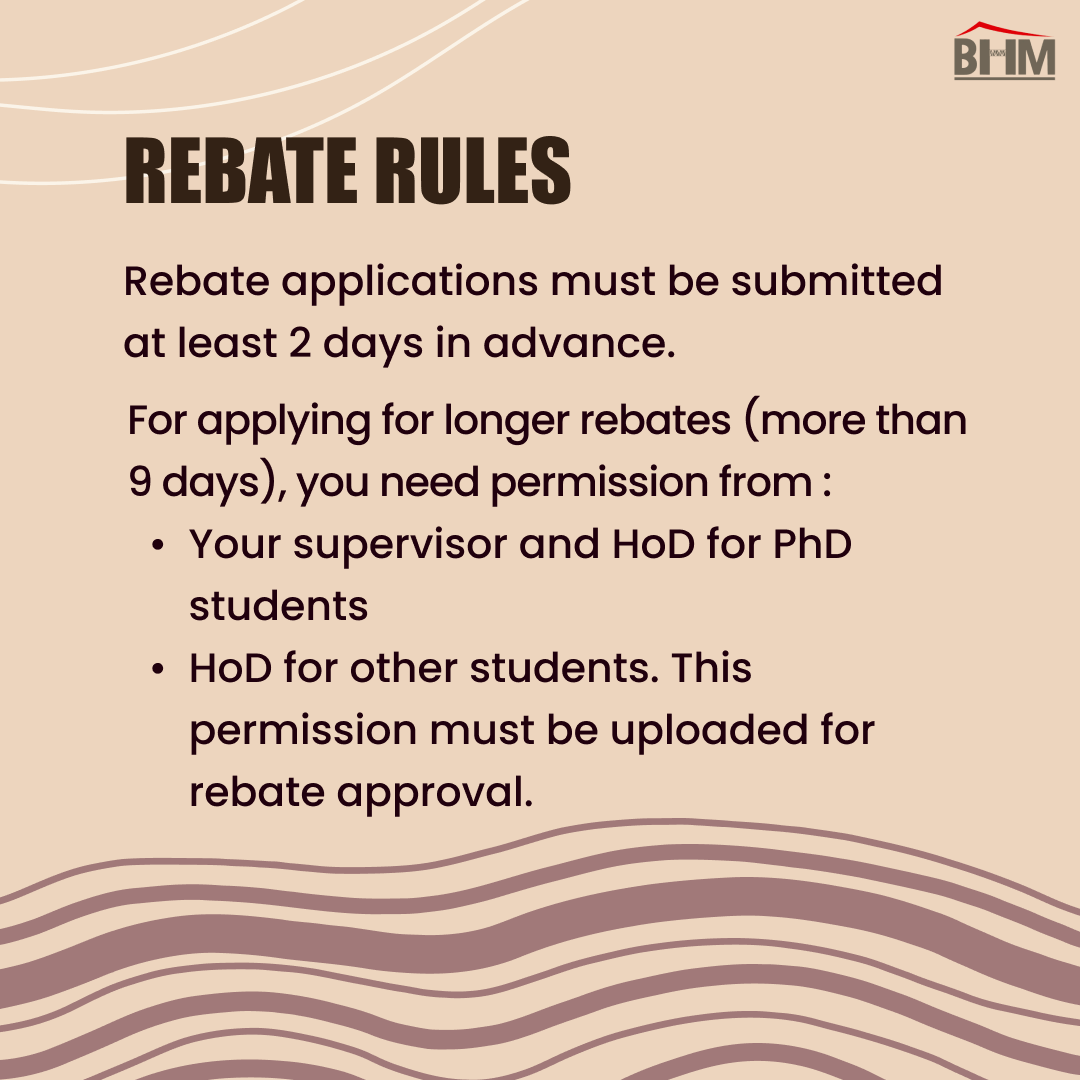 BHM
REBATE RULES
Rebate applications must be submitted
at least 2 days in advance.
For applying for longer rebates (more than
9 days), you need permission from :
• Your supervisor and HoD for PhD
students
• HoD for other students. This
permission must be uploaded for
rebate approval.